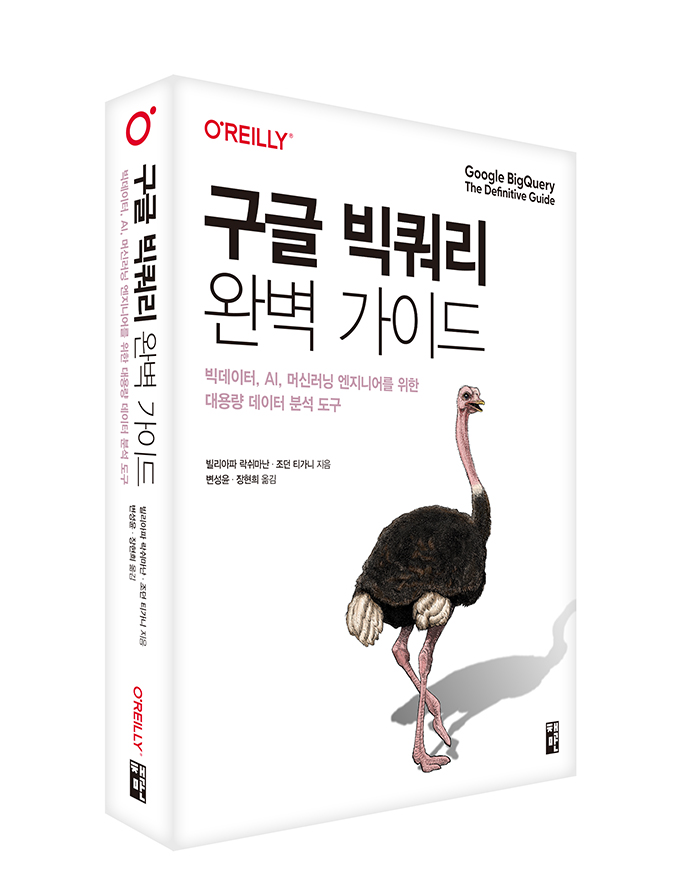 O'REILLY®
Google BigQuery
The Definitive Guide
구글 빅쿼리
완벽 가이드
빅데이터, AI, 머신러닝 엔지니어를 위한
대용량 데이터 분석 도구
빌리아파 락쉬마난 · 조던 티가니 지음
변성윤 · 장현희 옮김
책만
구글 빅쿼리 완벽 가이드
빅데이터, AI, 머신러닝 엔지니어를 위한 대용량 데이터 분석 도구
빌리아파 락쉬마난 · 조던 티가니 지음
변성윤 · 장현희 옮김
O'REILLY®
책만